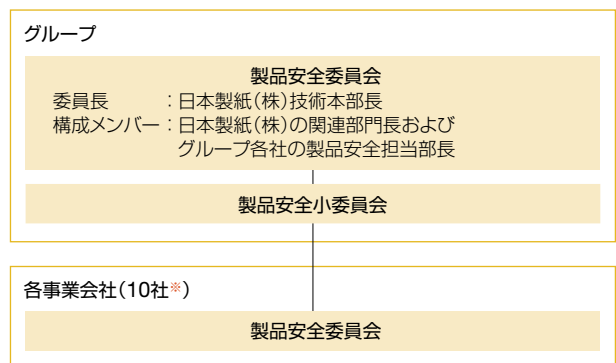 グループ
製品安全委員会
委員長　　　：日本製紙(株)技術本部長
構成メンバー：日本製紙(株)の関連部門長および
グループ各社の製品安全担当部長
製品安全小委員会
各事業会社(10社※)
製品安全委員会